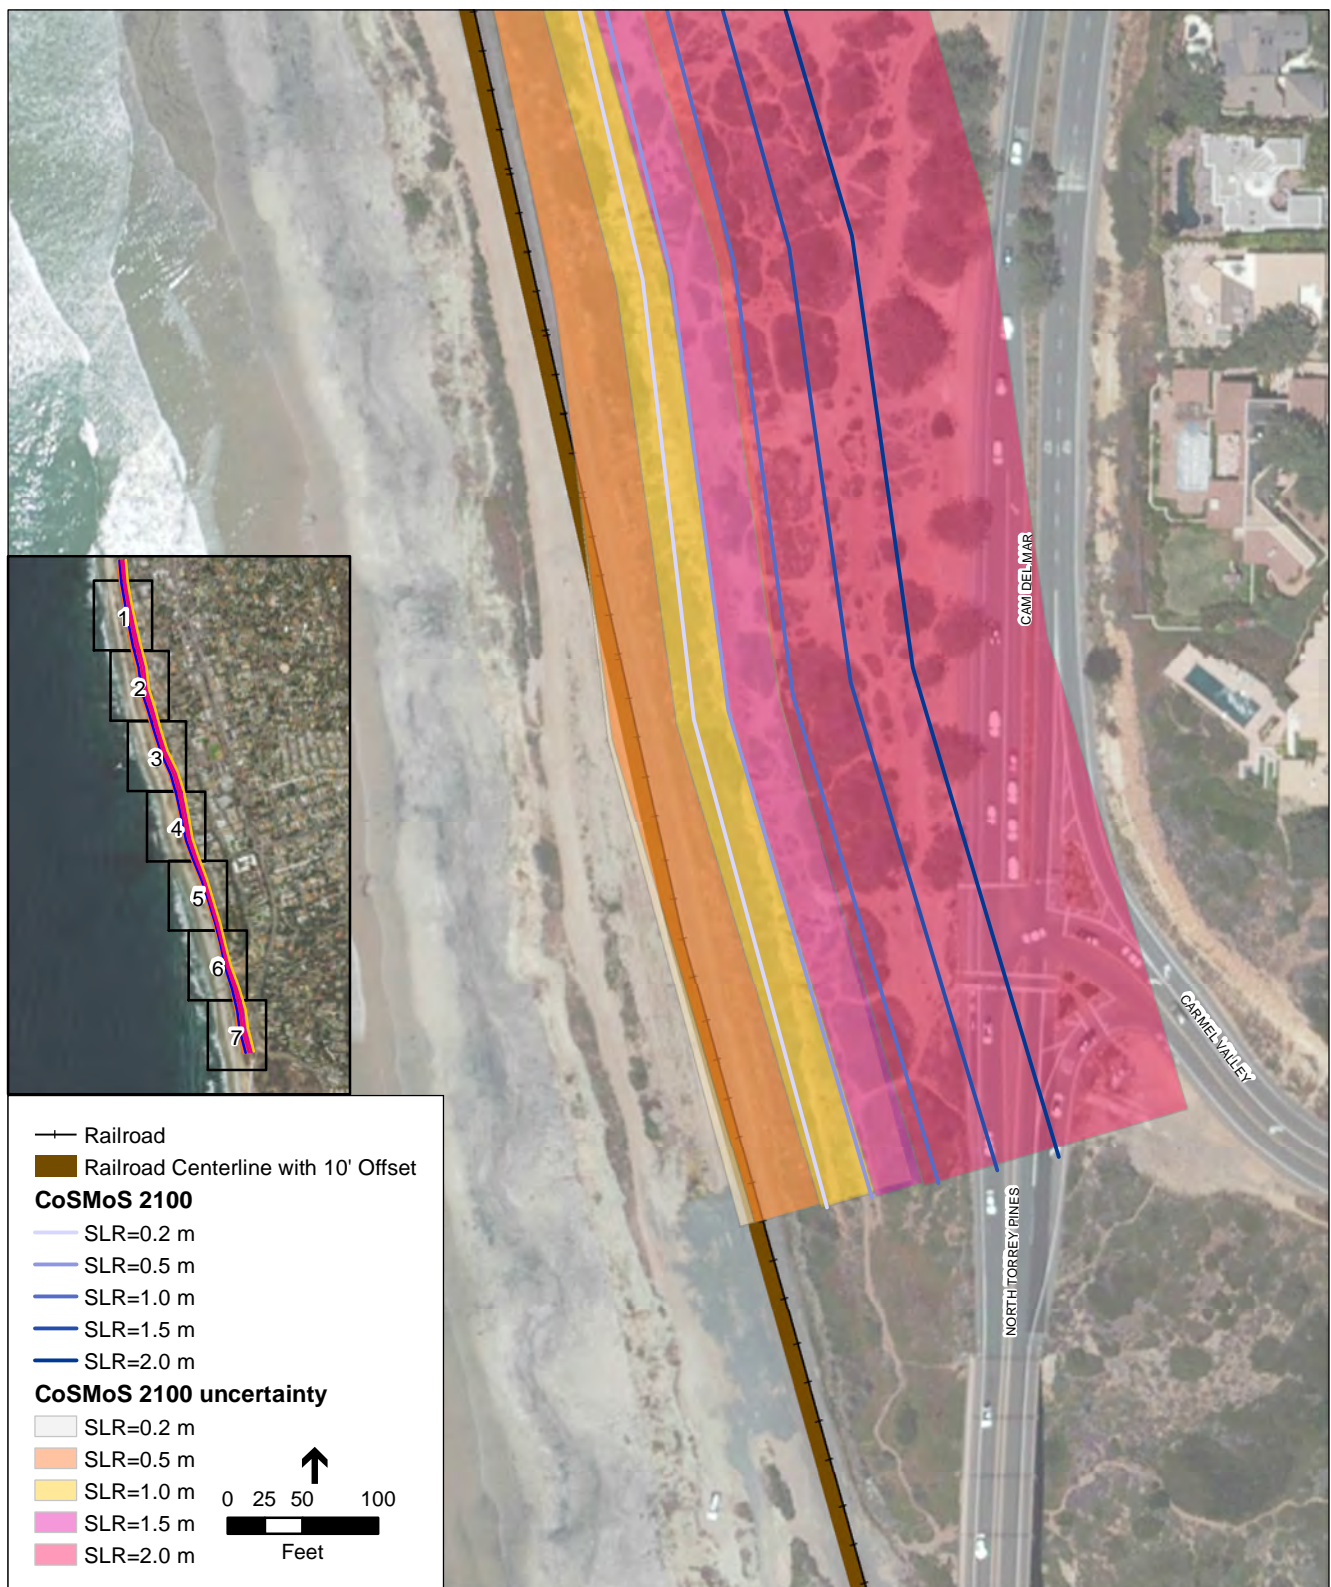 CAM DEL MAR
1
2
3
4
5
6
7
CARMEL VALLEY
NORTH TORREY PINES
Railroad
Railroad Centerline with 10' Offset
CoSMoS 2100
SLR=0.2 m
SLR=0.5 m
SLR=1.0 m
SLR=1.5 m
SLR=2.0 m
CoSMoS 2100 uncertainty
SLR=0.2 m
SLR=0.5 m
SLR=1.0 m
SLR=1.5 m
SLR=2.0 m
0 25 50 100
Feet